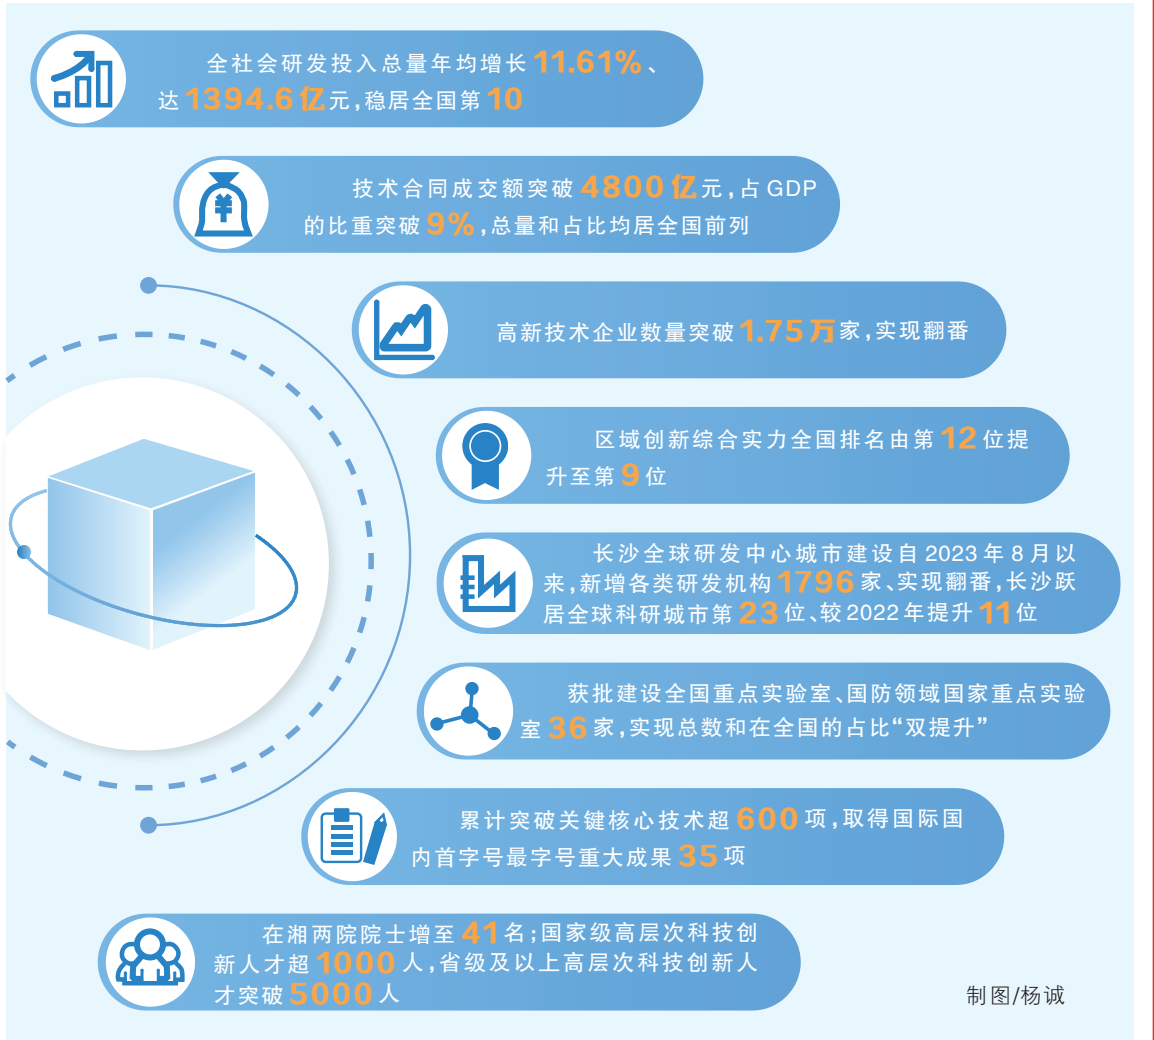 全社会研发投入总量年均增长11.61%、
达1394.6亿元,稳居全国第10
技术合同成交额突破4800亿元,占GDP
的比重突破9%,总量和占比均居全国前列
高新技术企业数量突破1.75万家,实现翻番
区域创新综合实力全国排名由第12位提
升至第9位
长沙全球研发中心城市建设自2023年8月以
来,新增各类研发机构1796家、实现翻番,长沙跃
居全球科研城市第23位、较2022年提升11位
获批建设全国重点实验室、国防领域国家重点实验
室36家,实现总数和在全国的占比“双提升”
累计突破关键核心技术超600项,取得国际国
内首字号最字号重大成果35项
在湘两院院士增至41名;国家级高层次科技创
新人才超1000人,省级及以上高层次科技创新人
才突破5000人
制图/杨诚